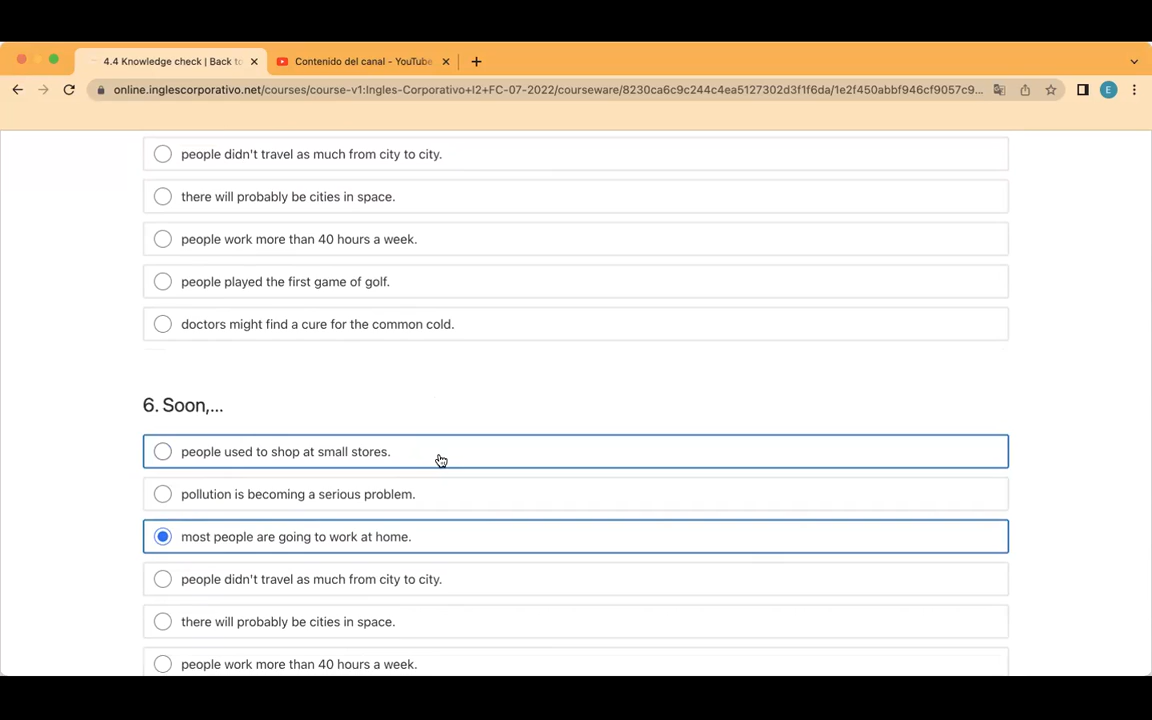 4.4 Knowledge check | Back to
Contenido del canal - YouTube
online.inglescorporativo.net/courses/course-v1:Ingles-Corporativo+I2+FC-07-2022/courseware/8230ca6c9c244c4ea5127302d3f1f6da/1e2f450abbf946cf9057c9...
E
people didn't travel as much from city to city.
there will probably be cities in space.
people work more than 40 hours a week.
people played the first game of golf.
doctors might find a cure for the common cold.
6. Soon,...
people used to shop at small stores.
pollution is becoming a serious problem.
most people are going to work at home.
people didn't travel as much from city to city.
there will probably be cities in space.
people work more than 40 hours a week.